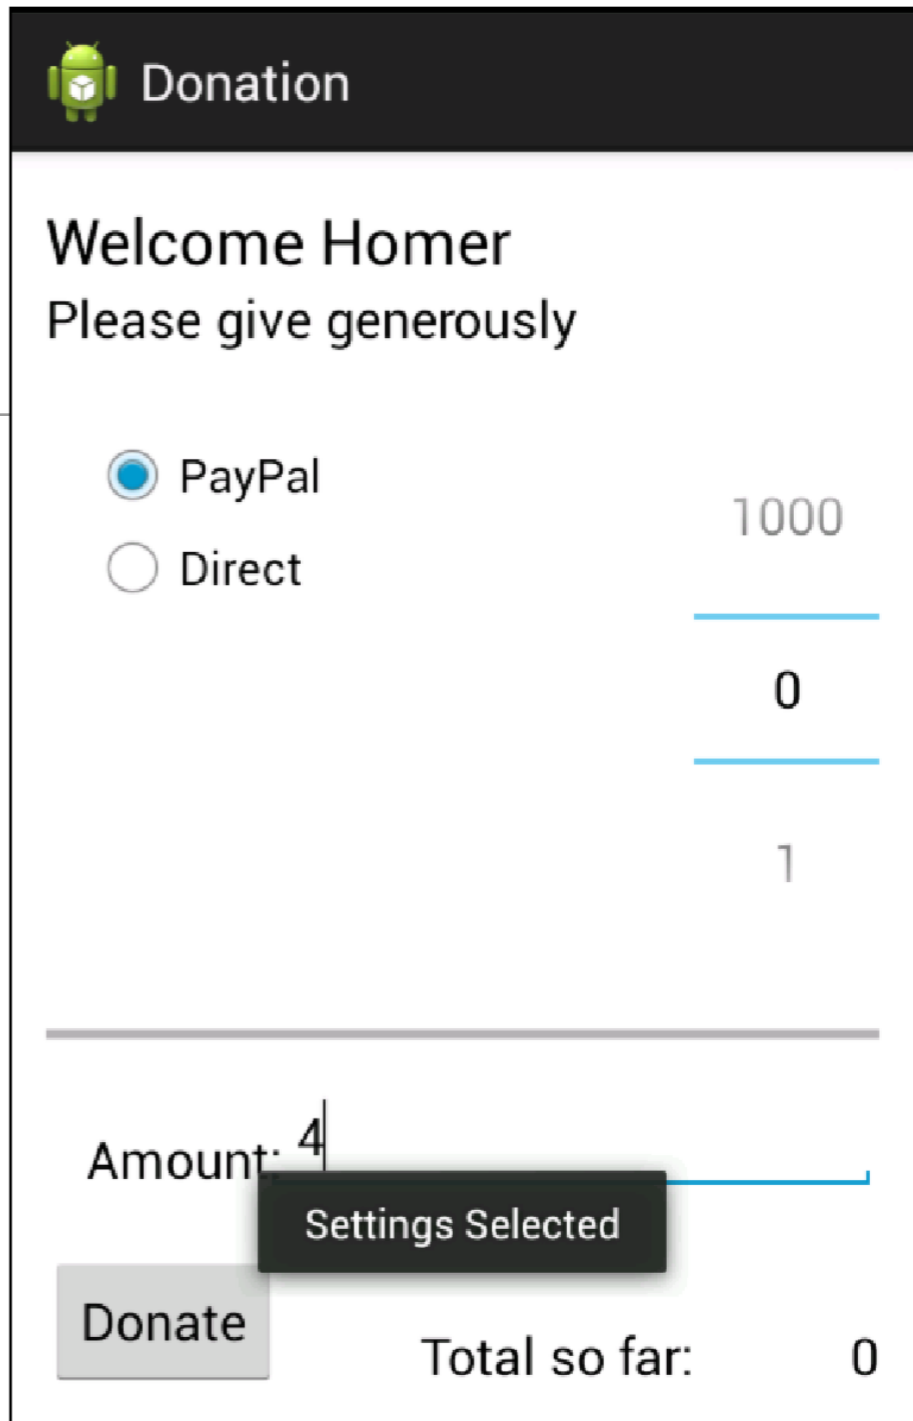 Donation
Welcome Homer
Please give generously
PayPal
Direct
1000
0
1
Amount: 4
Settings Selected
Donate
Total so far: 0